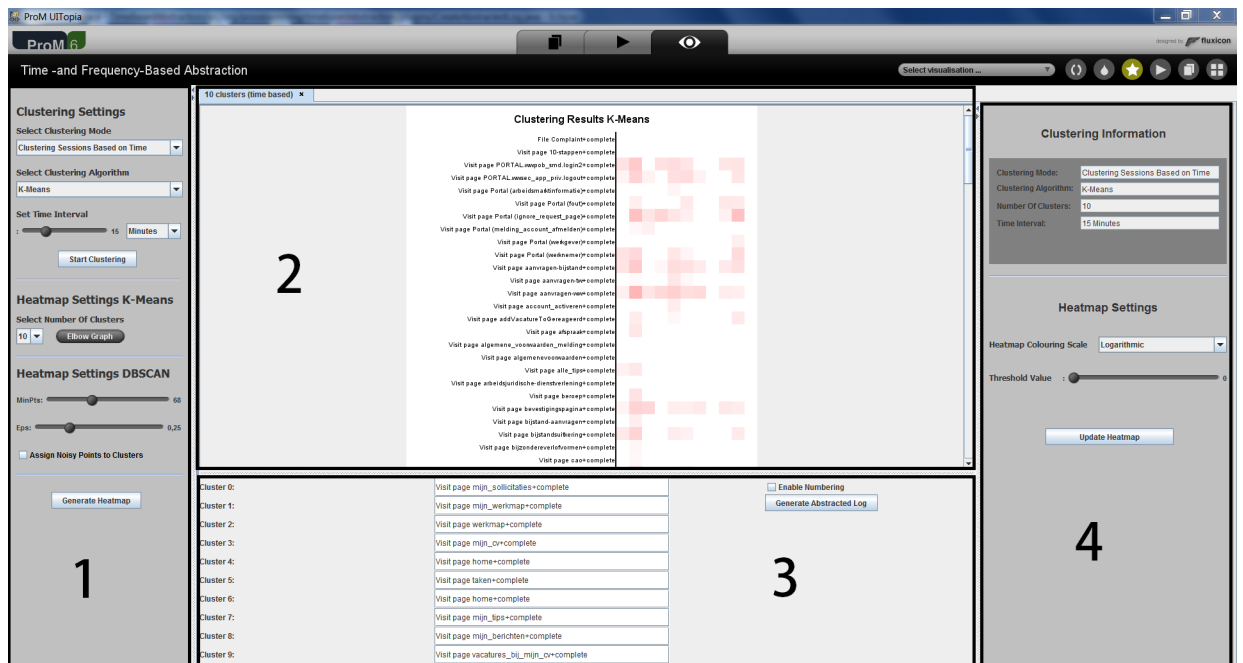 ProM UITopia
ProM 6
designed by fluxicon
Time -and Frequency-Based Abstraction
Select visualisation ...
Clustering Settings
Select Clustering Mode
Clustering Sessions Based on Time
Select Clustering Algorithm
K-Means
Set Time Interval
: 15 Minutes
Start Clustering
Heatmap Settings K-Means
Select Number Of Clusters
10 Elbow Graph
Heatmap Settings DBSCAN
MinPts: 68
Eps: 0,25
Assign Noisy Points to Clusters
Generate Heatmap
1
10 clusters (time based) ×
Clustering Results K-Means
File Complaint+complete
Visit page 10-stappen+complete
Visit page PORTAL.wwpob_smd.login2+complete
Visit page PORTAL.wwsec_app_priv.logout+complete
Visit page Portal (arbeidsmarktinformatie)+complete
Visit page Portal (fout)+complete
Visit page Portal (ignore_request_page)+complete
Visit page Portal (melding_account_afmelden)+complete
Visit page Portal (werkgever)+complete
Visit page Portal (werknemer)+complete
Visit page aanvragen-bijstand+complete
Visit page aanvragen-tw+complete
Visit page aanvragen-ww+complete
Visit page account_activeren+complete
Visit page addVacatureToGereageerd+complete
Visit page afspraak+complete
Visit page algemene_voorwaarden_melding+complete
Visit page algemenevoorwaarden+complete
Visit page alle_tips+complete
Visit page arbeidsjuridische-dienstverlening+complete
Visit page beroep+complete
Visit page bevestigingspagina+complete
Visit page bijstand-aanvragen+complete
Visit page bijstandsuitkering+complete
Visit page bijzondereverlofvormen+complete
Visit page cao+complete
2
Cluster 0: Visit page mijn_sollicitaties+complete
Cluster 1: Visit page mijn_werkmap+complete
Cluster 2: Visit page werkmap+complete
Cluster 3: Visit page mijn_cv+complete
Cluster 4: Visit page home+complete
Cluster 5: Visit page taken+complete
Cluster 6: Visit page home+complete
Cluster 7: Visit page mijn_tips+complete
Cluster 8: Visit page mijn_berichten+complete
Cluster 9: Visit page vacatures_bij_mijn_cv+complete
Enable Numbering
Generate Abstracted Log
3
Clustering Information
Clustering Mode: Clustering Sessions Based on Time
Clustering Algorithm: K-Means
Number Of Clusters: 10
Time Interval: 15 Minutes
Heatmap Settings
Heatmap Colouring Scale Logarithmic
Threshold Value : 0
Update Heatmap
4